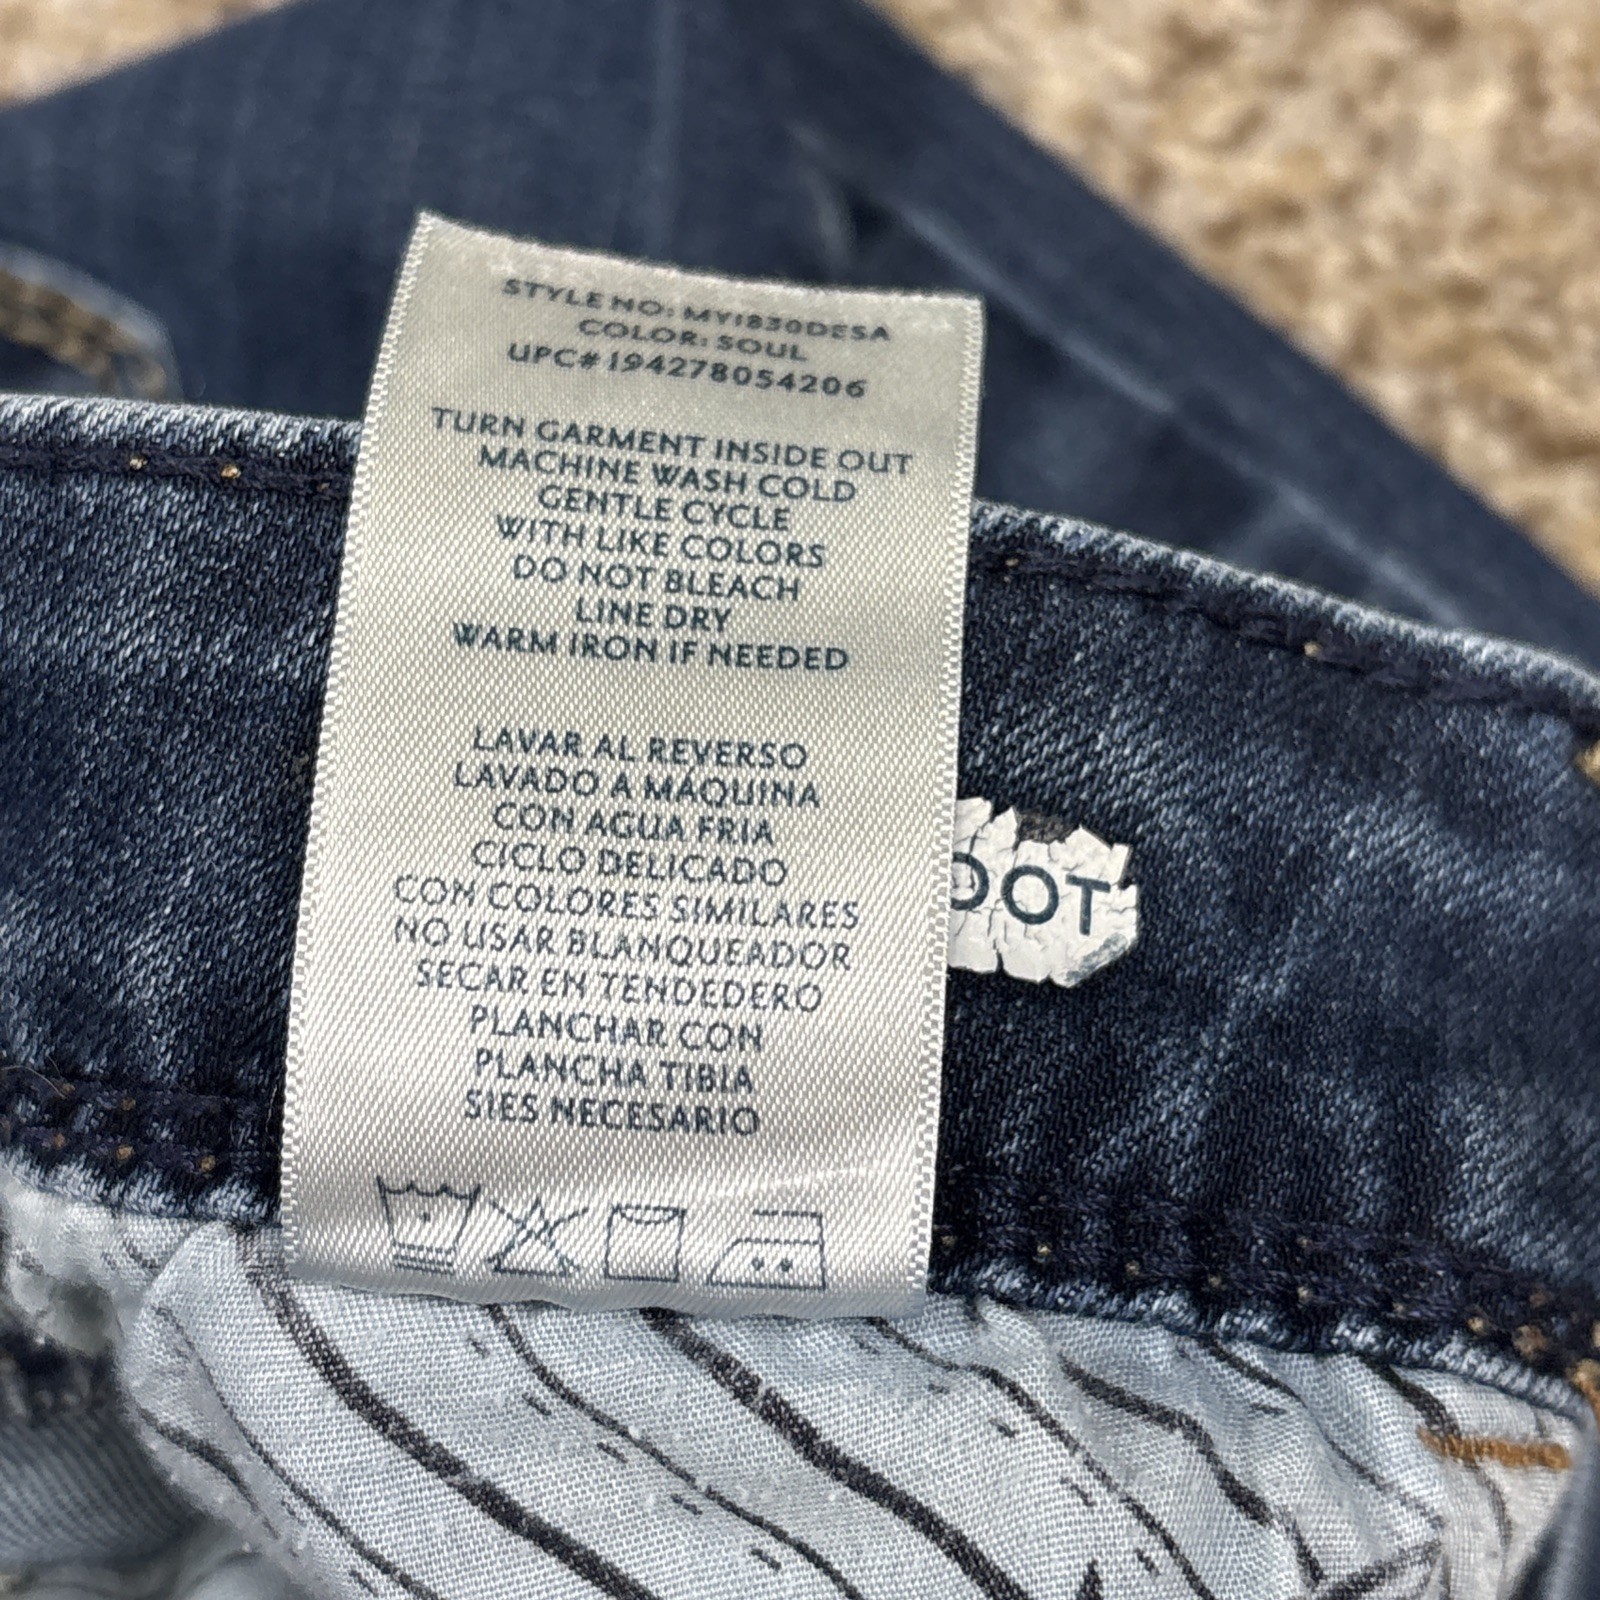 STYLE NO: MY1830DESA
COLOR: SOUL
UPC# 194278054206
TURN GARMENT INSIDE OUT
MACHINE WASH COLD
GENTLE CYCLE
WITH LIKE COLORS
DO NOT BLEACH
LINE DRY
WARM IRON IF NEEDED
LAVAR AL REVERSO
LAVADO A MÁQUINA
CON AGUA FRIA
CICLO DELICADO
CON COLORES SIMILARES
NO USAR BLANQUEADOR
SECAR EN TENDEDERO
PLANCHAR CON
PLANCHA TIBIA
SIES NECESARIO
OOT